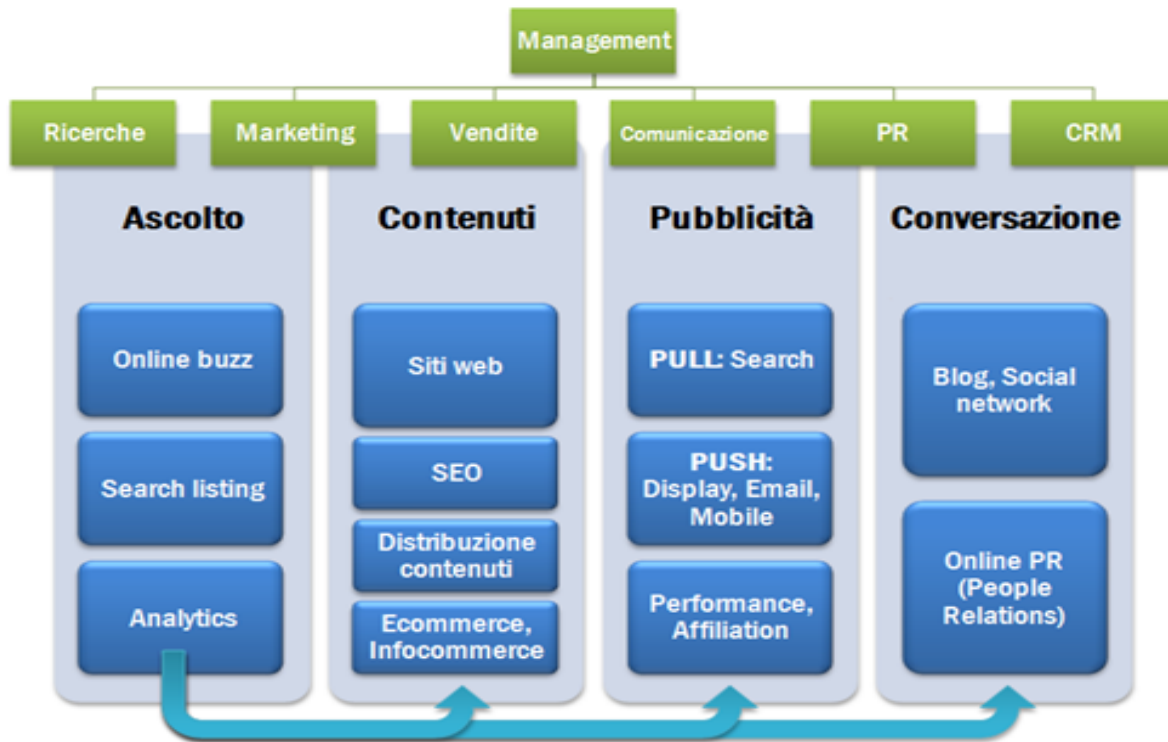 Management
Ricerche
Marketing
Vendite
Comunicazione
PR
CRM
Ascolto
Online buzz
Search listing
Analytics
Contenuti
Siti web
SEO
Distribuzione
contenuti
Ecommerce,
Infocommerce
Pubblicità
PULL: Search
PUSH:
Display, Email,
Mobile
Performance,
Affiliation
Conversazione
Blog, Social
network
Online PR
(People
Relations)